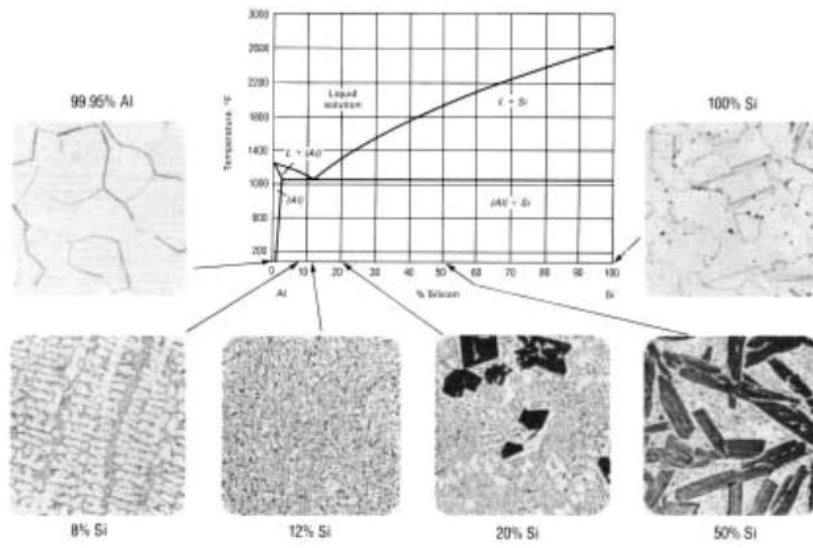 99.95% Al
100% Si
Temperature °F
3000
2600
2200
1800
1400
1000
600
200
Liquid
solution
L + Si
L + (Al)
(Al)
(Al) + Si
0 10 20 30 40 50 60 70 80 90 100
Al % Silicon Si
8% Si
12% Si
20% Si
50% Si